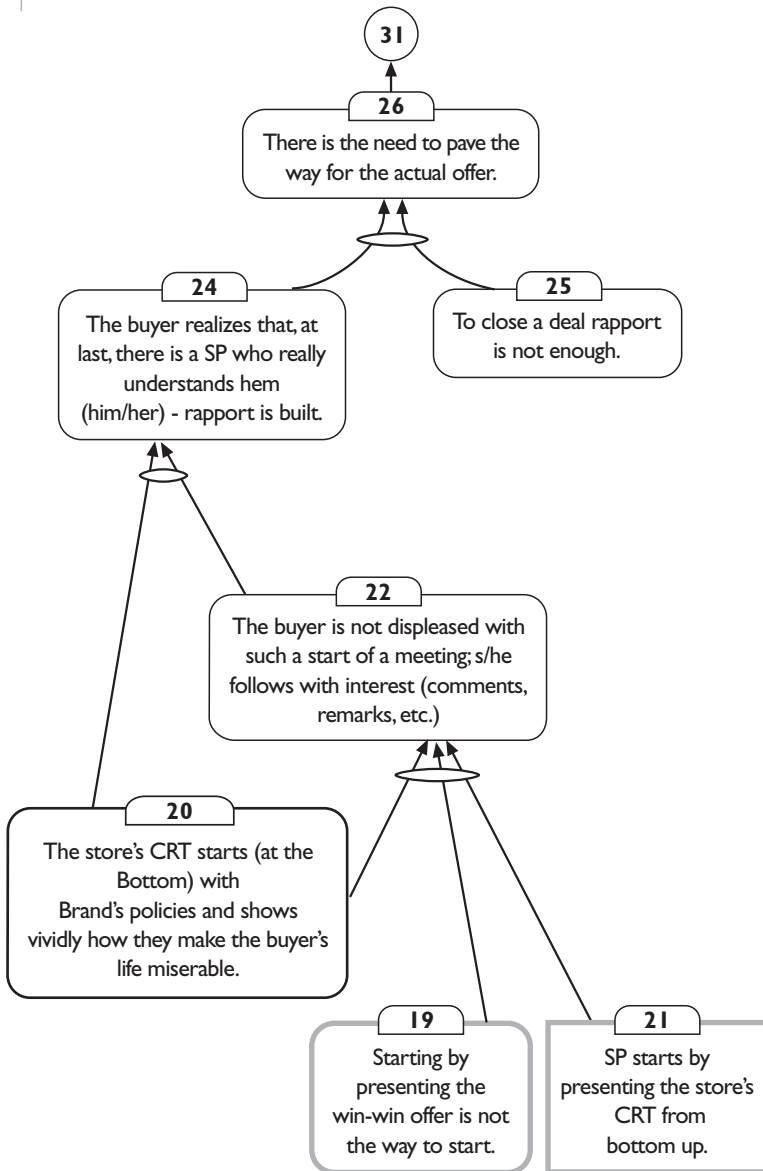 31
26
There is the need to pave the
way for the actual offer.
24
The buyer realizes that, at
last, there is a SP who really
understands hem
(him/her) - rapport is built.
25
To close a deal rapport
is not enough.
22
The buyer is not displeased with
such a start of a meeting; s/he
follows with interest (comments,
remarks, etc.)
20
The store's CRT starts (at the
Bottom) with
Brand's policies and shows
vividly how they make the buyer's
life miserable.
19
Starting by
presenting the
win-win offer is not
the way to start.
21
SP starts by
presenting the store's
CRT from
bottom up.